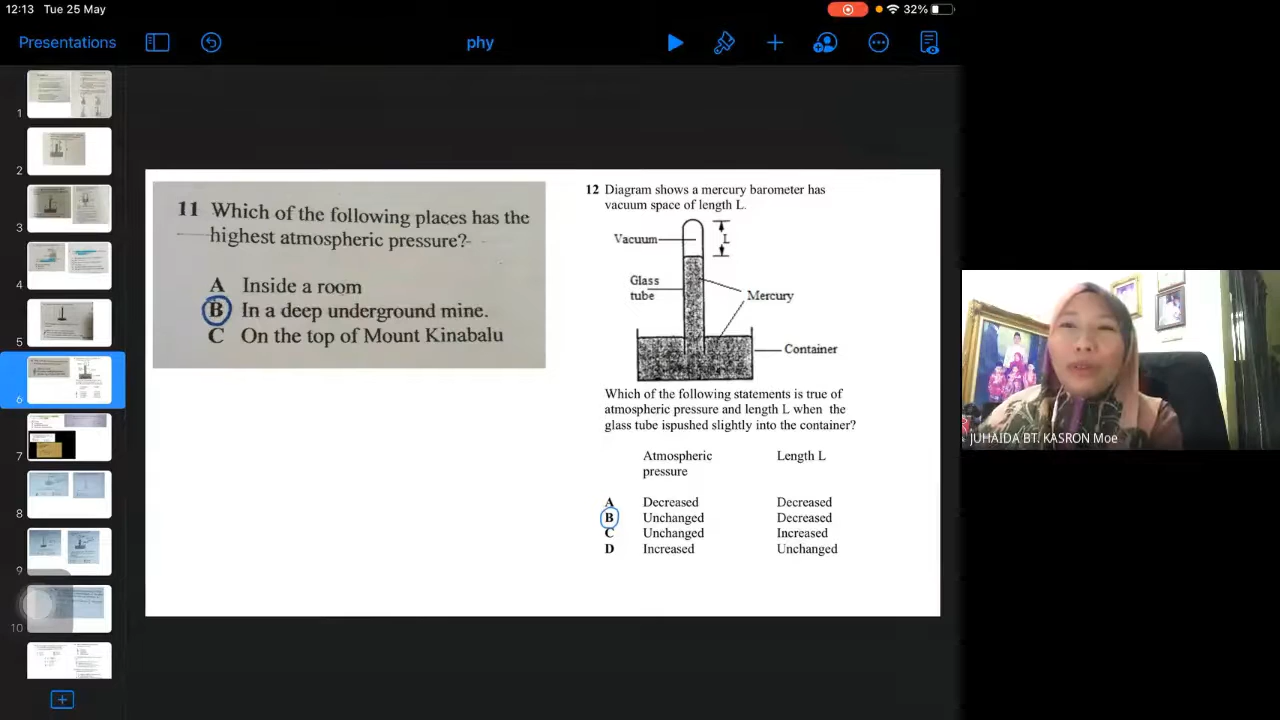 12:13 Tue 25 May
32%
Presentations
phy
1
2
3
4
5
6
7
8
9
10
11 Which of the following places has the
highest atmospheric pressure?
A Inside a room
B In a deep underground mine.
C On the top of Mount Kinabalu
12 Diagram shows a mercury barometer has
vacuum space of length L.
Vacuum
L
Glass
tube
Mercury
Container
Which of the following statements is true of
atmospheric pressure and length L when the
glass tube ispushed slightly into the container?
Atmospheric Length L
pressure
A Decreased Decreased
B Unchanged Decreased
C Unchanged Increased
D Increased Unchanged
JUHAIDA BT. KASRON Moe